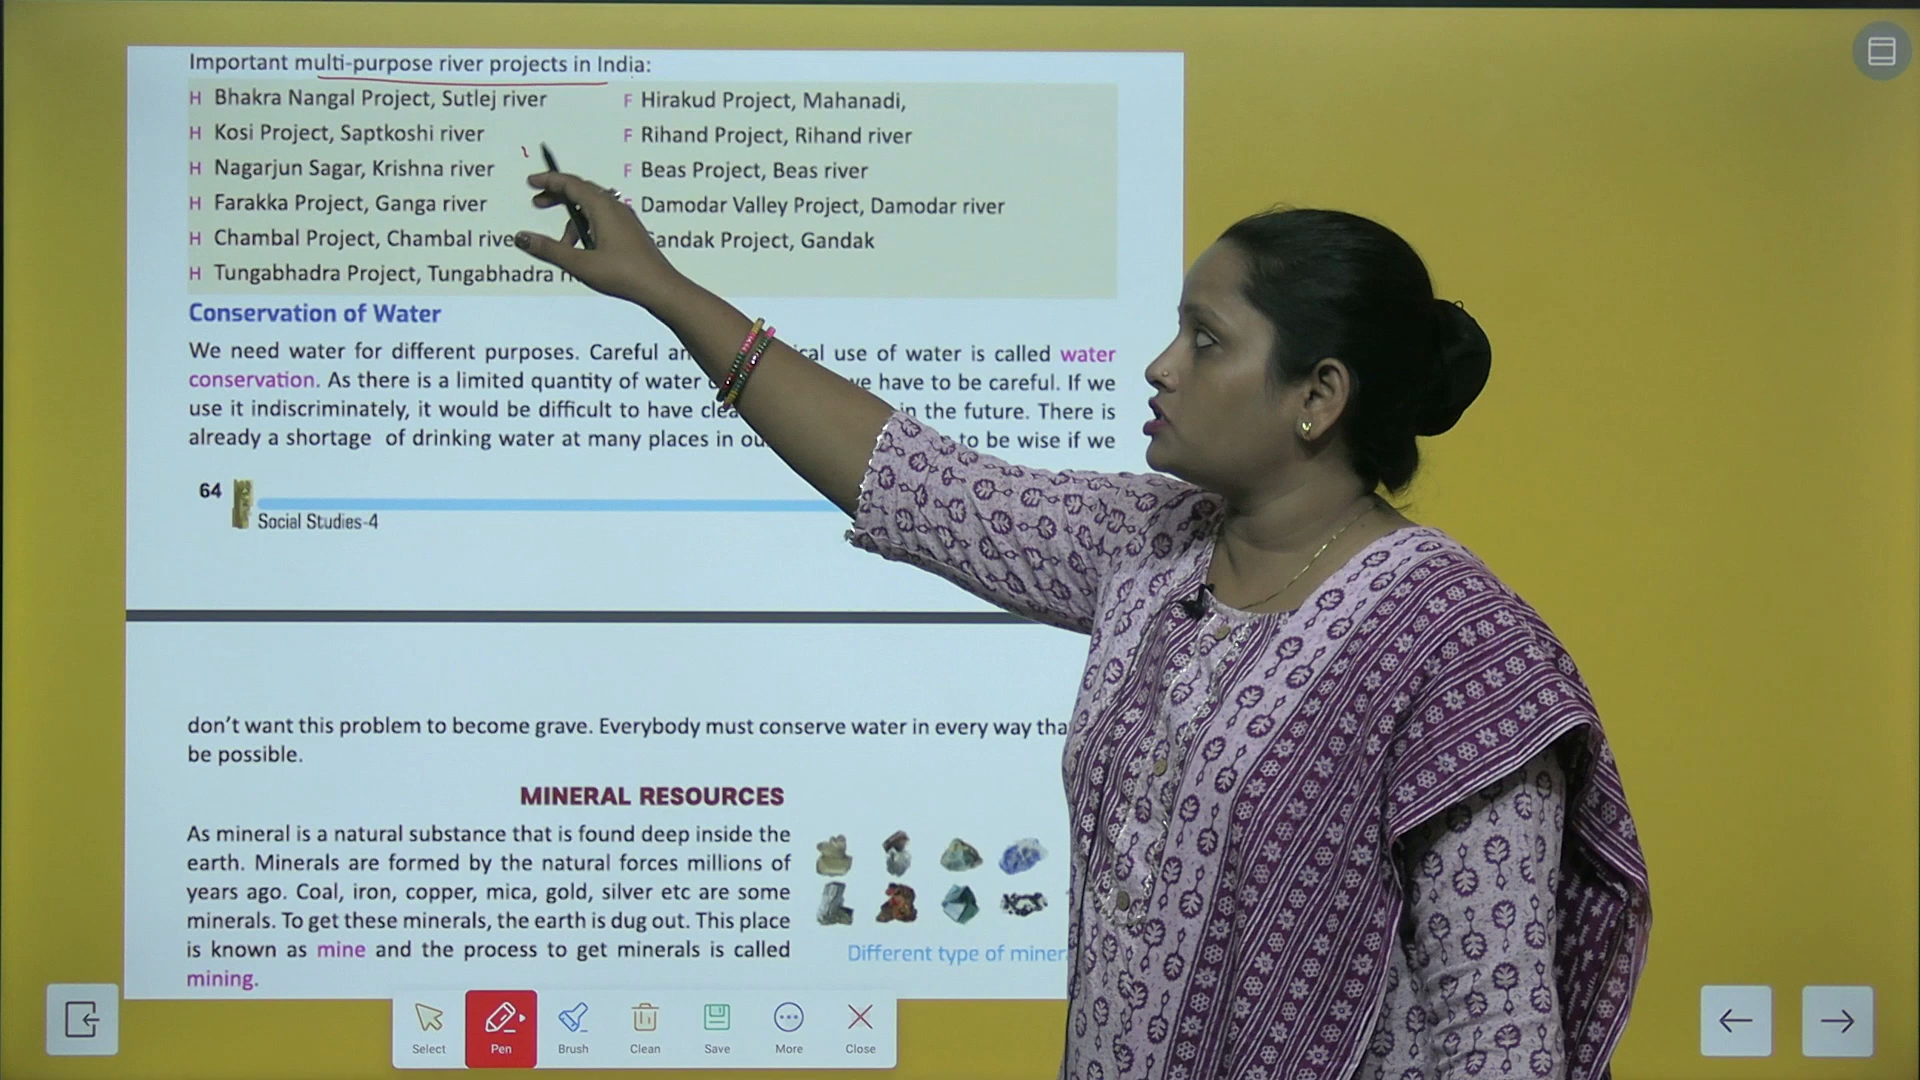 Important multi-purpose river projects in India:
H Bhakra Nangal Project, Sutlej river
H Kosi Project, Saptkoshi river
H Nagarjun Sagar, Krishna river
H Farakka Project, Ganga river
H Chambal Project, Chambal
H Tungabhadra Project, Tungabhadra
F Hirakud Project, Mahanadi,
F Rihand Project, Rihand river
F Beas Project, Beas river
Damodar Valley Project, Damodar river
Project, Gandak
Conservation of Water
We need water for different purposes. Careful use of water is called water
conservation. As there is a limited quantity of water we have to be careful. If we
use it indiscriminately, it would be difficult to have in the future. There is
already a shortage of drinking water at many places in to be wise if we
64
Social Studies-4
don't want this problem to become grave. Everybody must conserve water in every way
be possible.
MINERAL RESOURCES
As mineral is a natural substance that is found deep inside the
earth. Minerals are formed by the natural forces millions of
years ago. Coal, iron, copper, mica, gold, silver etc are some
minerals. To get these minerals, the earth is dug out. This place
is known as mine and the process to get minerals is called
mining.
Different type of
Select
Pen
Brush
Clean
Save
More
Close